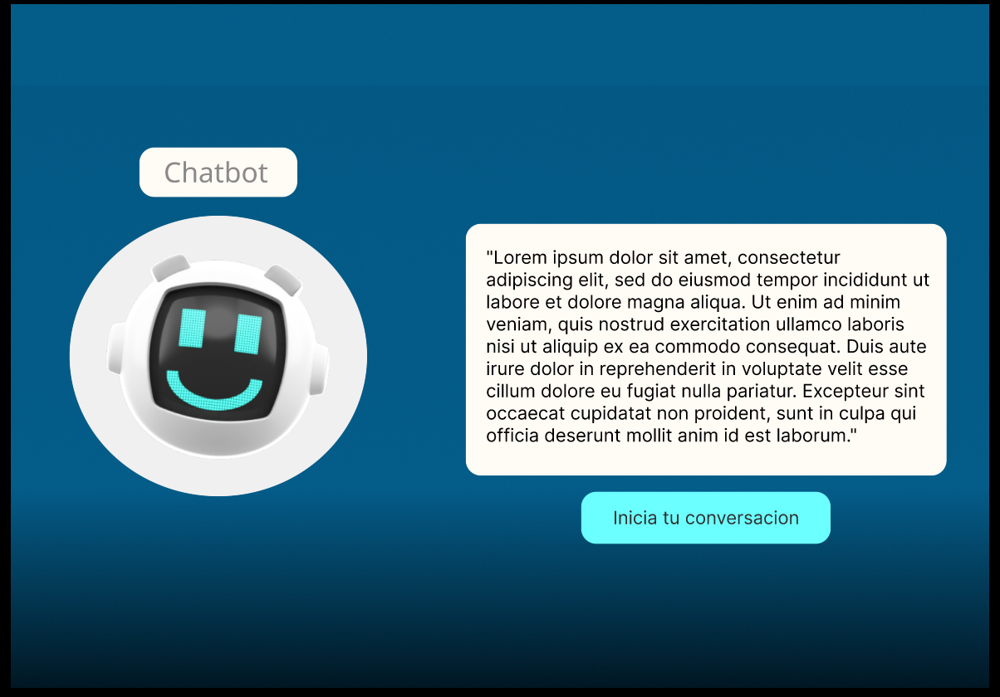 Chatbot
"Lorem ipsum dolor sit amet, consectetur
adipiscing elit, sed do eiusmod tempor incididunt ut
labore et dolore magna aliqua. Ut enim ad minim
veniam, quis nostrud exercitation ullamco laboris
nisi ut aliquip ex ea commodo consequat. Duis aute
irure dolor in reprehenderit in voluptate velit esse
cillum dolore eu fugiat nulla pariatur. Excepteur sint
occaecat cupidatat non proident, sunt in culpa qui
officia deserunt mollit anim id est laborum."
Inicia tu conversacion